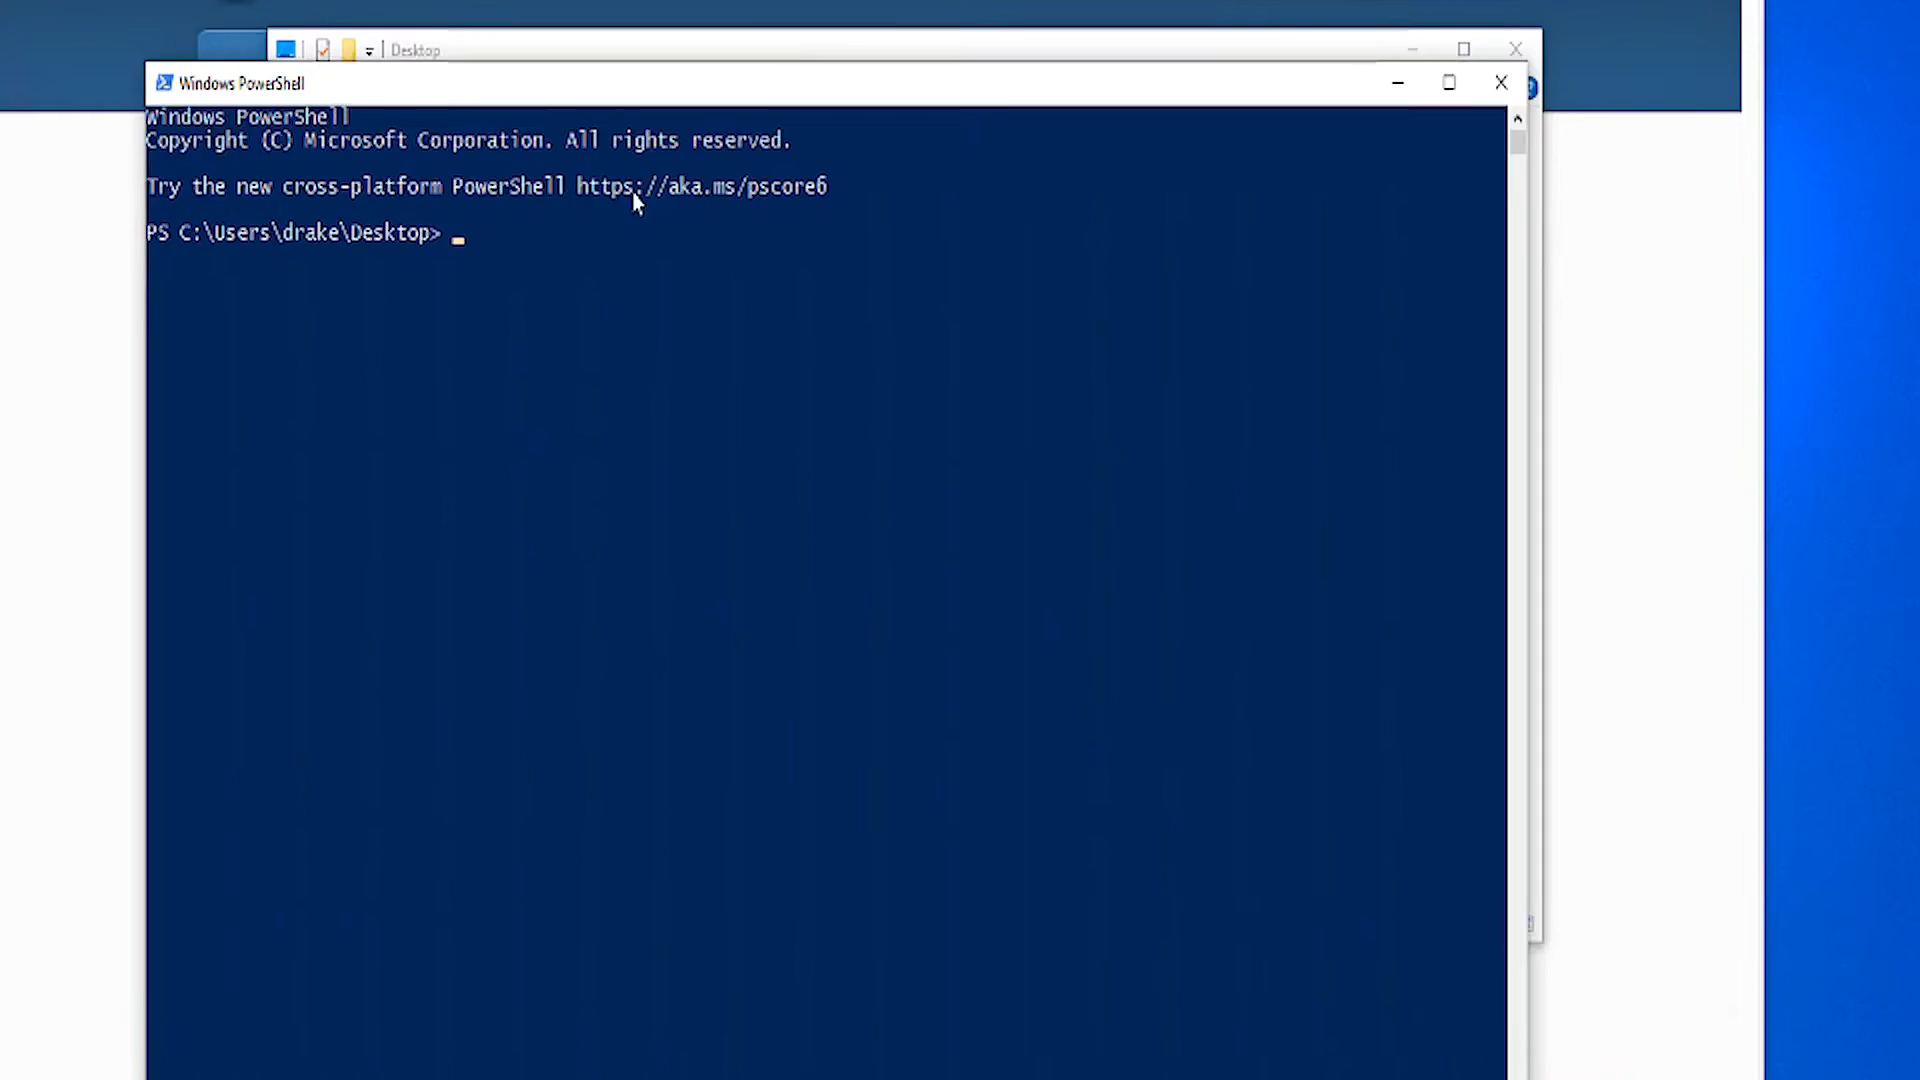 Desktop
Windows PowerShell
Windows PowerShell
Copyright (C) Microsoft Corporation. All rights reserved.
Try the new cross-platform PowerShell https://aka.ms/pscore6
PS C:\Users\drake\Desktop>